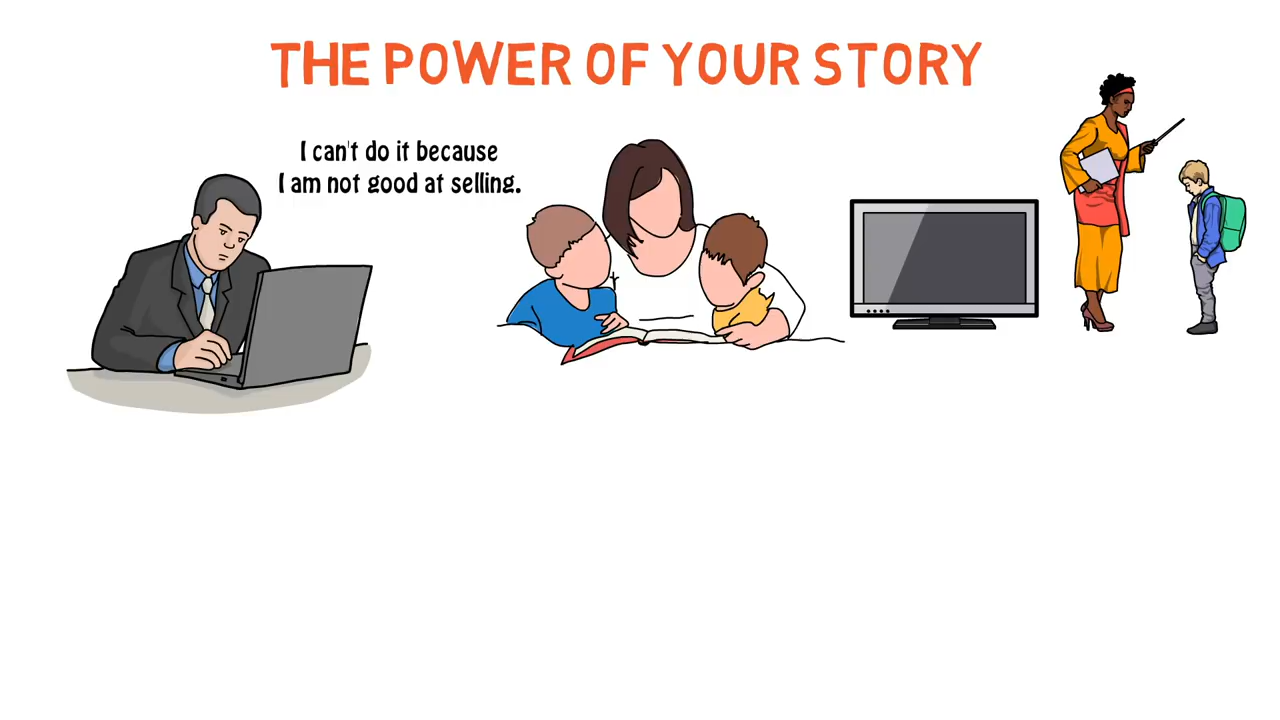 THE POWER OF YOUR STORY
I can't do it because
I am not good at selling.